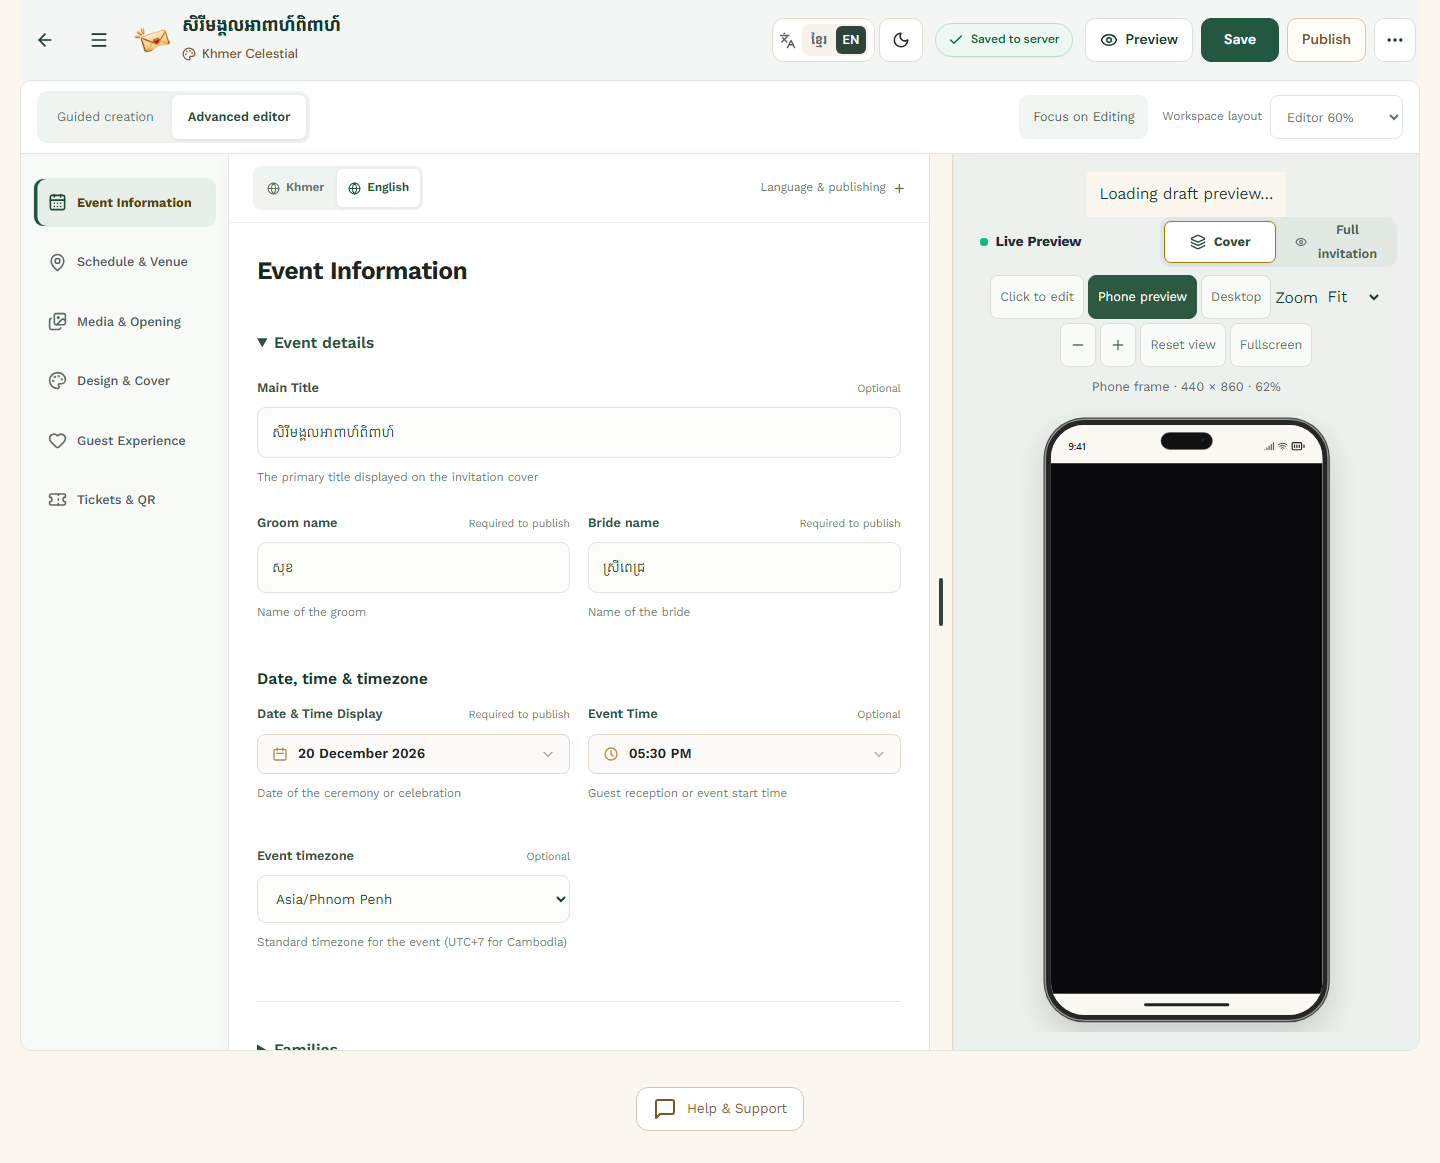 សិរីមង្គលអាពាហ៍ពិពាហ៍
Khmer Celestial
ខ្មែរ
EN
Saved to server
Preview
Save
Publish
Guided creation
Advanced editor
Focus on Editing
Workspace layout
Editor 60%
Event Information
Schedule & Venue
Media & Opening
Design & Cover
Guest Experience
Tickets & QR
Khmer
English
Language & publishing +
Event Information
Event details
Main Title
Optional
សិរីមង្គលអាពាហ៍ពិពាហ៍
The primary title displayed on the invitation cover
Groom name
Required to publish
Bride name
Required to publish
សុខ
ស្រីពេជ្រ
Name of the groom
Name of the bride
Date, time & timezone
Date & Time Display
Required to publish
Event Time
Optional
20 December 2026
05:30 PM
Date of the ceremony or celebration
Guest reception or event start time
Event timezone
Optional
Asia/Phnom Penh
Standard timezone for the event (UTC+7 for Cambodia)
Families
Loading draft preview...
Live Preview
Cover
Full
invitation
Click to edit
Phone preview
Desktop
Zoom
Fit
−
+
Reset view
Fullscreen
Phone frame · 440 × 860 · 62%
9:41
Help & Support